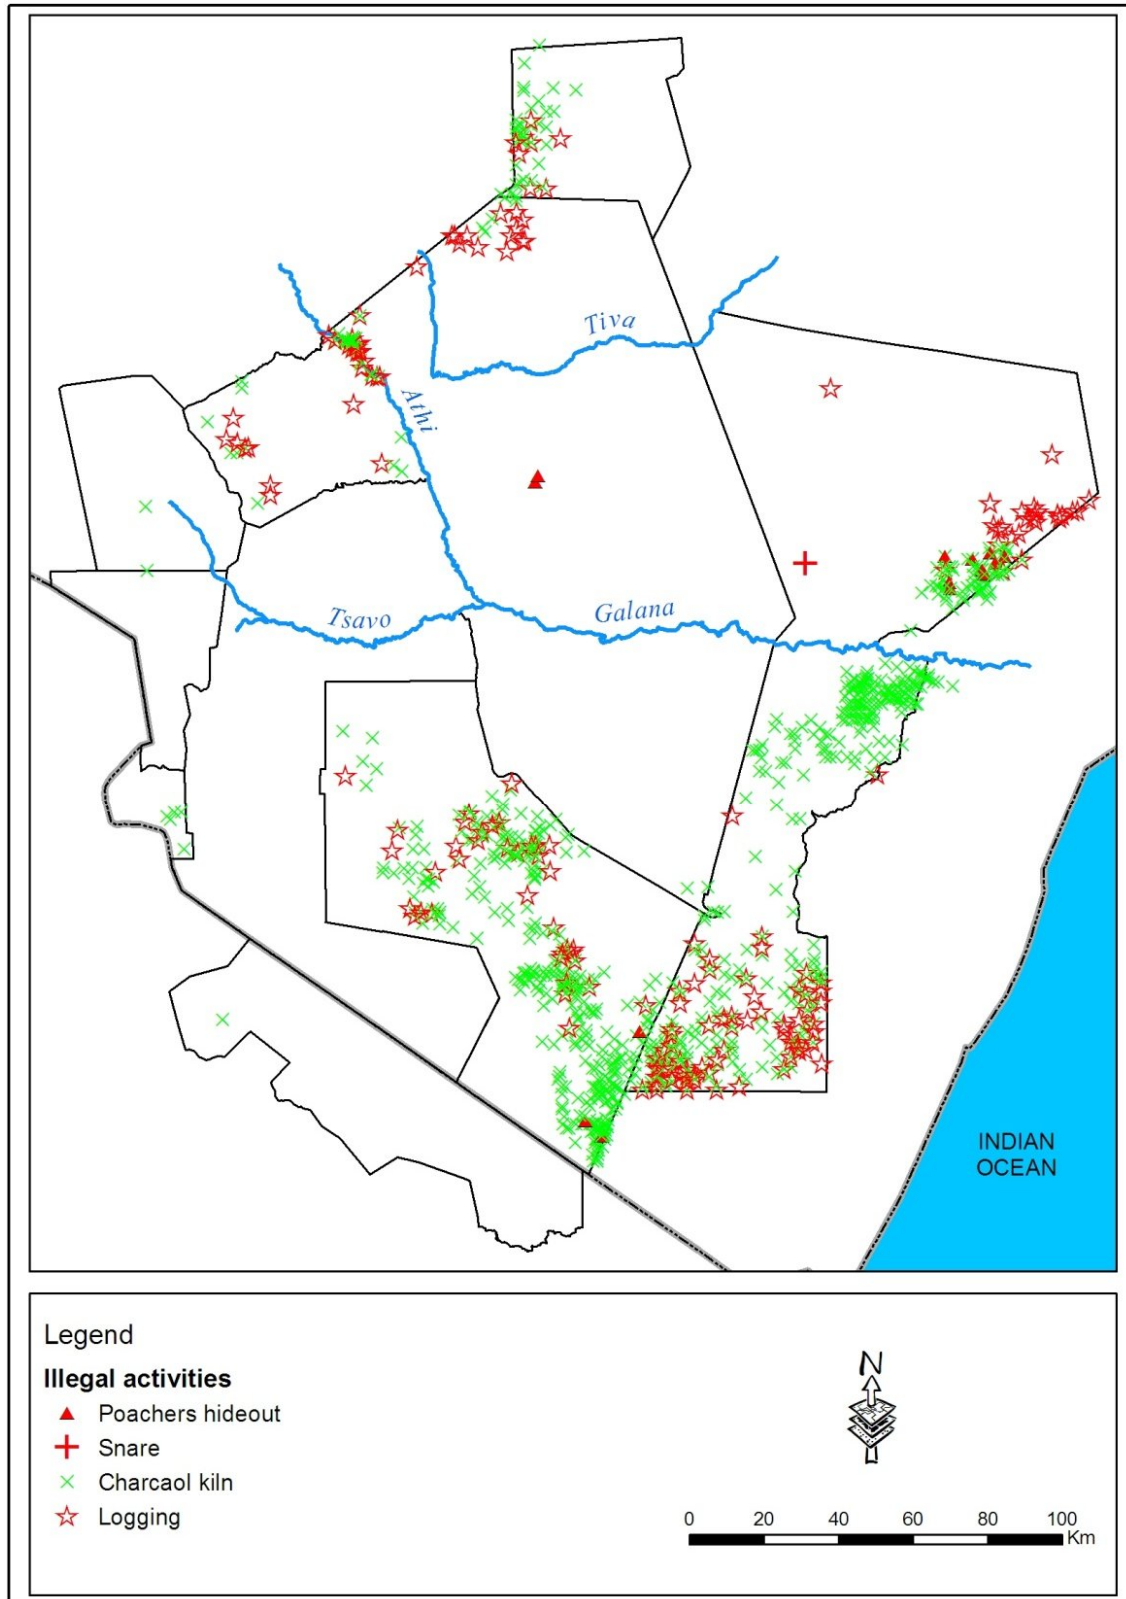 Tiva
Athi
Tsavo
Galana
INDIAN
OCEAN
Legend
Illegal activities
Poachers hideout
Snare
Charcaol kiln
Logging
N
0 20 40 60 80 100
Km